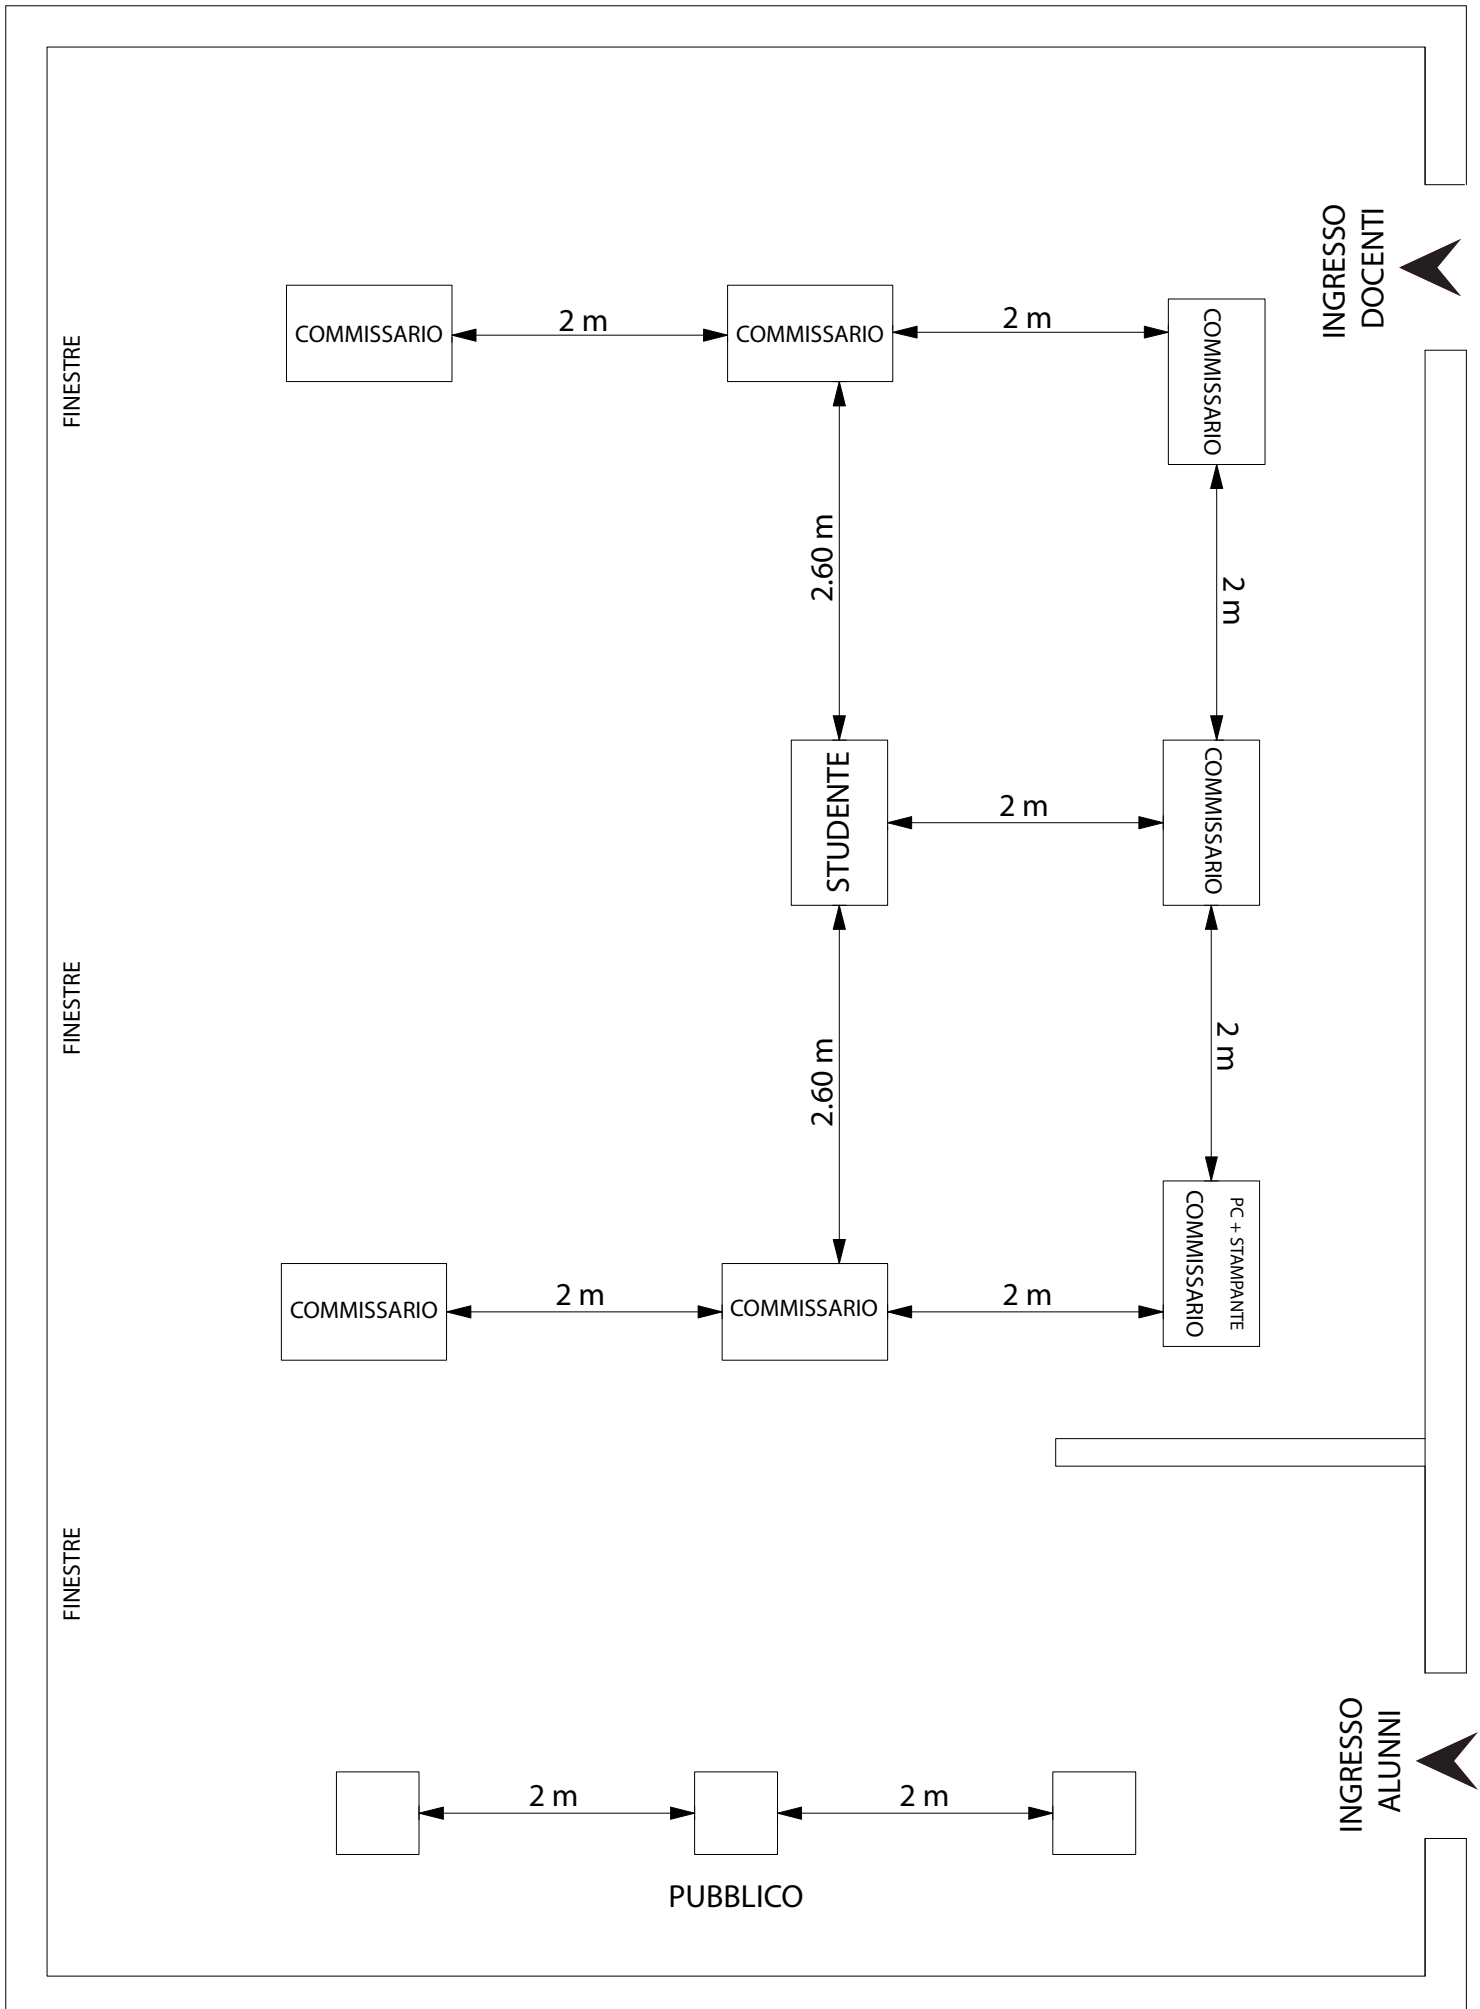 INGRESSO
DOCENTI
COMMISSARIO
2 m
COMMISSARIO
2 m
COMMISSARIO
FINESTRE
2.60 m
2 m
STUDENTE
2 m
COMMISSARIO
FINESTRE
2.60 m
2 m
COMMISSARIO
2 m
COMMISSARIO
2 m
PC + STAMPANTE
COMMISSARIO
FINESTRE
INGRESSO
ALUNNI
2 m
2 m
PUBBLICO